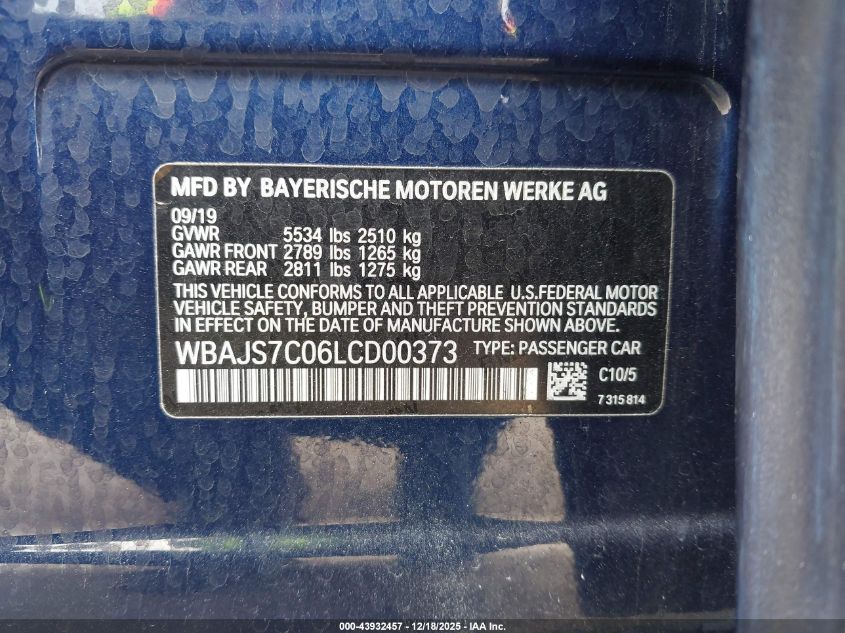 MFD BY BAYERISCHE MOTOREN WERKE AG
09/19
GVWR 5534 lbs 2510 kg
GAWR FRONT 2789 lbs 1265 kg
GAWR REAR 2811 lbs 1275 kg
THIS VEHICLE CONFORMS TO ALL APPLICABLE U.S.FEDERAL MOTOR
VEHICLE SAFETY, BUMPER AND THEFT PREVENTION STANDARDS
IN EFFECT ON THE DATE OF MANUFACTURE SHOWN ABOVE.
WBAJS7C06LCD00373 TYPE: PASSENGER CAR
C10/5
7 315 814
000-43932457 - 12/18/2025 - IAA Inc.